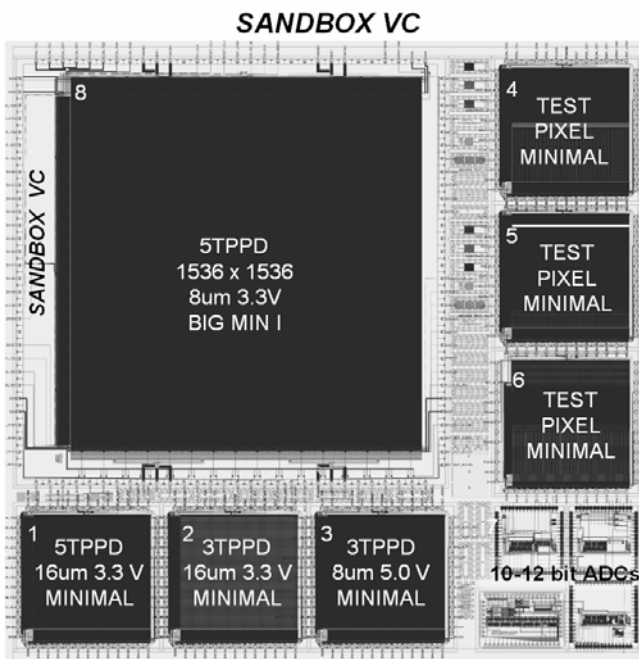 SANDBOX VC
8
SANDBOX VC
5TPPD
1536 x 1536
8um 3.3V
BIG MIN I
4
TEST
PIXEL
MINIMAL
5
TEST
PIXEL
MINIMAL
6
TEST
PIXEL
MINIMAL
1
5TPPD
16um 3.3 V
MINIMAL
2
3TPPD
16um 3.3 V
MINIMAL
3
3TPPD
8um 5.0 V
MINIMAL
7
10-12 bit ADCs